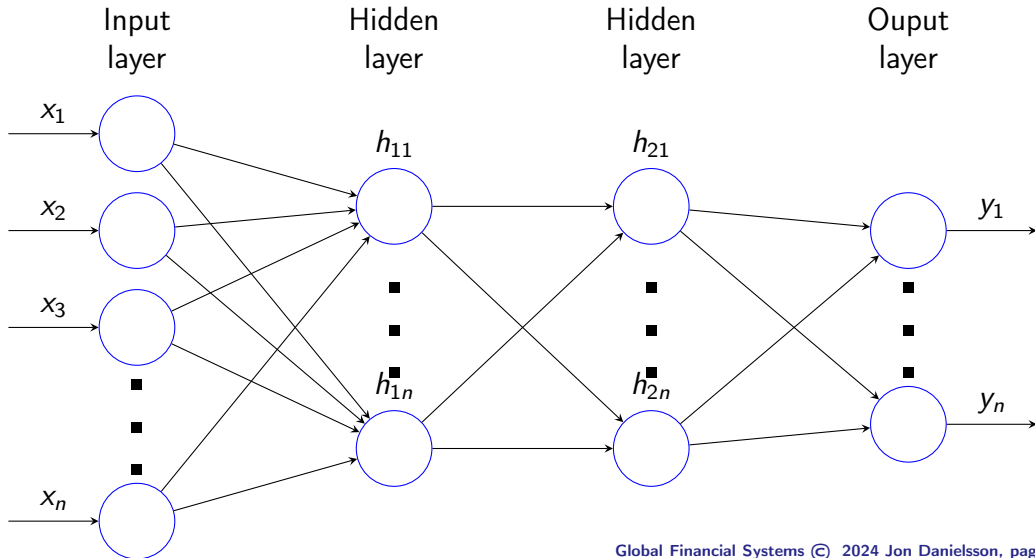 Input layer
Hidden layer
Hidden layer
Ouput layer
x₁
x₂
x₃
xₙ
h₁₁
h₁ₙ
h₂₁
h₂ₙ
y₁
yₙ
Global Financial Systems © 2024 Jon Danielsson, pag